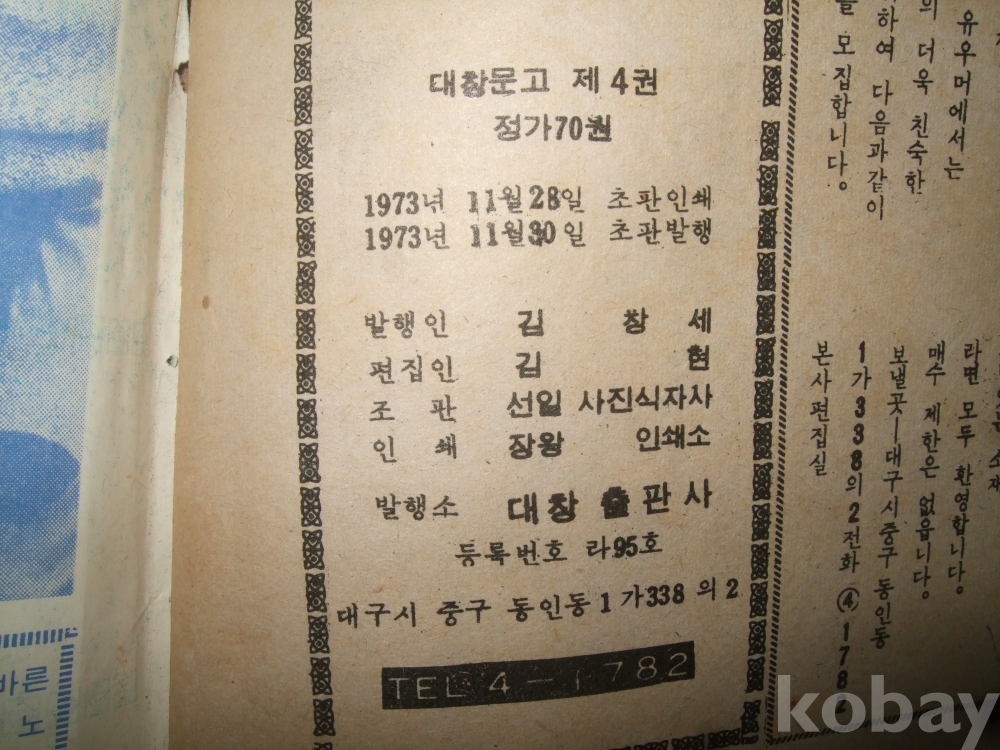 대창문고 제4권
정가70원
1973년 11월28일 초판인쇄
1973년 11월30일 초판발행
발행인 김 창 세
편집인 김 현
조 판 선일 사진식자사
인 쇄 장왕 인쇄소
발행소 대창 출판사
등록번호 라95호
대구시 중구 동인동1가338의2
TEL 4-1782
유우머에서는
의 더욱 친숙한
하여 다음과 같이
를 모집합니다。
라면 모두 환영합니다
매수 제한은 없읍니다
보낼곳—대구시중구 동인동
1가338의2전화 ④178
본사편집실
바른
노
kobay